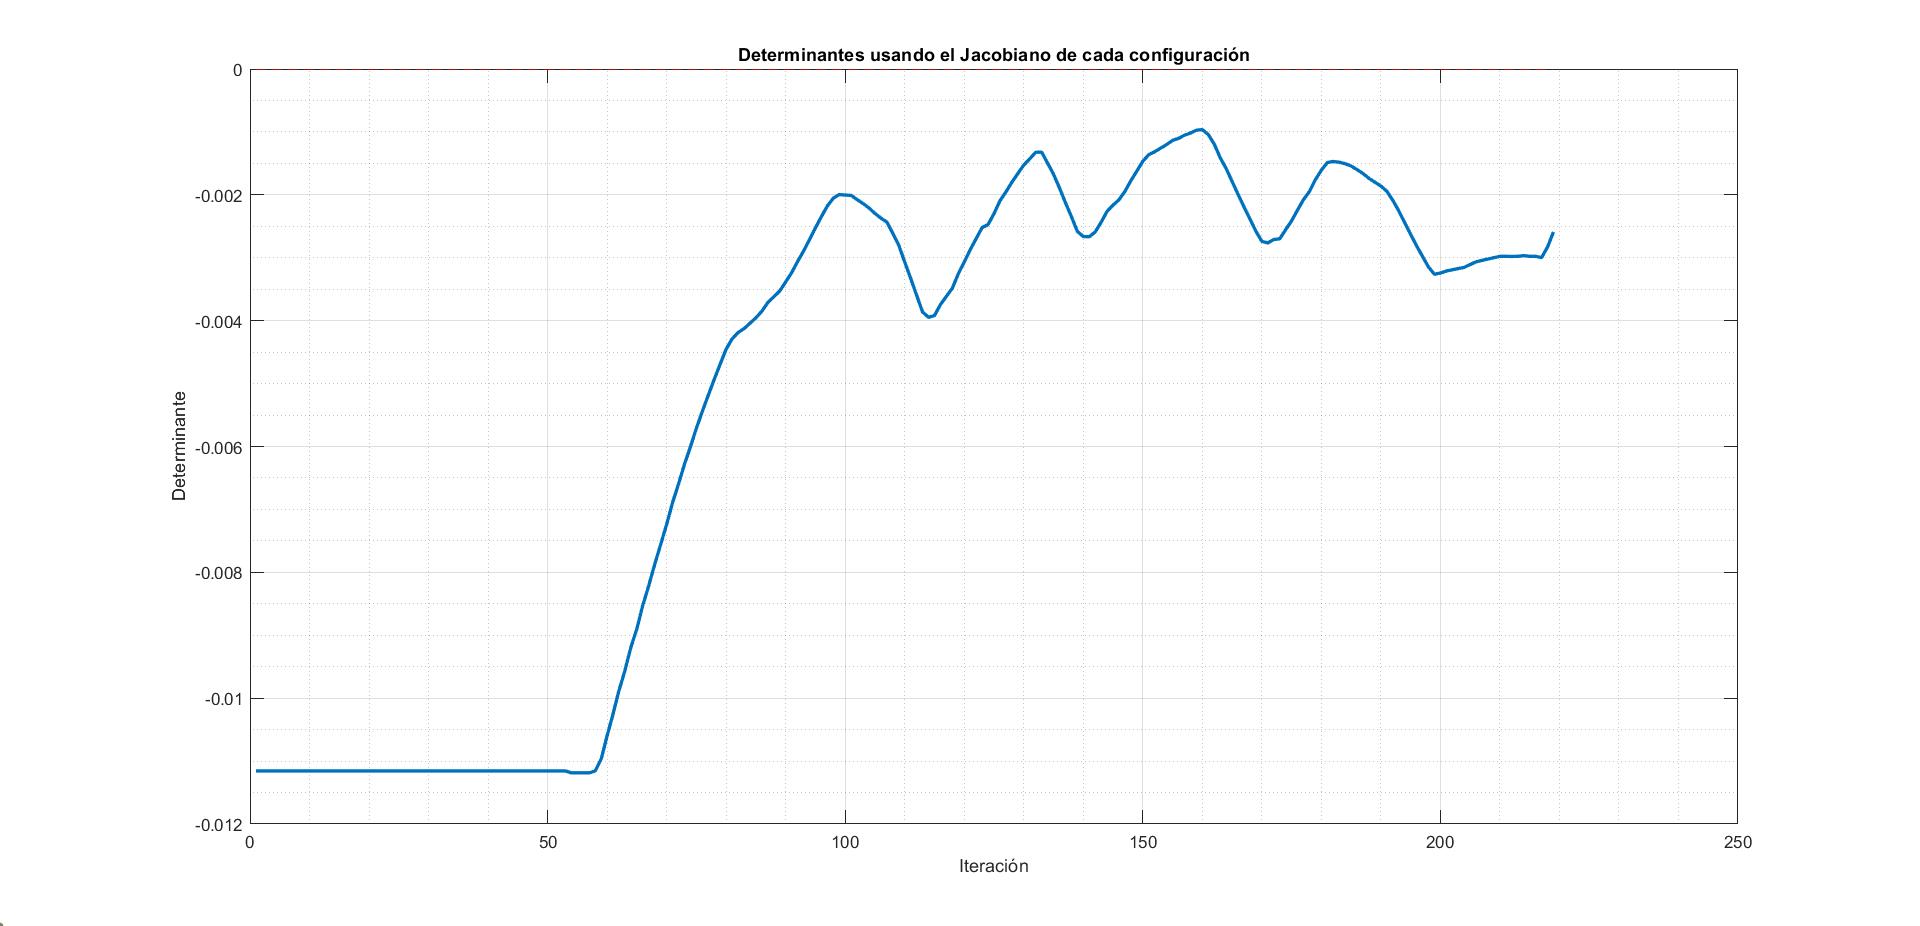 Determinantes usando el Jacobiano de cada configuración
0
-0.002
-0.004
-0.006
-0.008
-0.01
-0.012
Determinante
0 50 100 150 200 250
Iteración